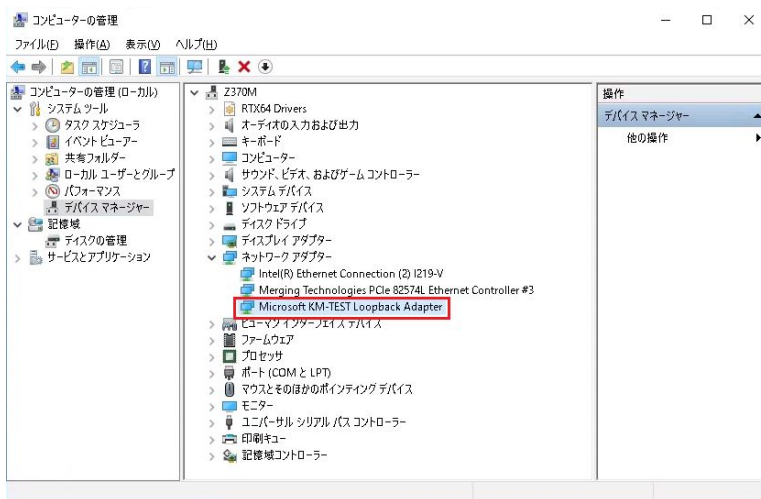 コンピューターの管理
ファイル(F) 操作(A) 表示(V) ヘルプ(H)
コンピューターの管理 (ローカル)
システム ツール
タスク スケジューラ
イベント ビューアー
共有フォルダー
ローカル ユーザーとグループ
パフォーマンス
デバイス マネージャー
記憶域
ディスクの管理
サービスとアプリケーション
Z370M
RTX64 Drivers
オーディオの入力および出力
キーボード
コンピューター
サウンド、ビデオ、およびゲーム コントローラー
システム デバイス
ソフトウェア デバイス
ディスク ドライブ
ディスプレイ アダプター
ネットワーク アダプター
Intel(R) Ethernet Connection (2) I219-V
Merging Technologies PCIe 82574L Ethernet Controller #3
Microsoft KM-TEST Loopback Adapter
ヒューマン インターフェイス デバイス
ファームウェア
プロセッサ
ポート (COM と LPT)
マウスとそのほかのポインティング デバイス
モニター
ユニバーサル シリアル バス コントローラー
印刷キュー
記憶域コントローラー
操作
デバイス マネージャー
他の操作